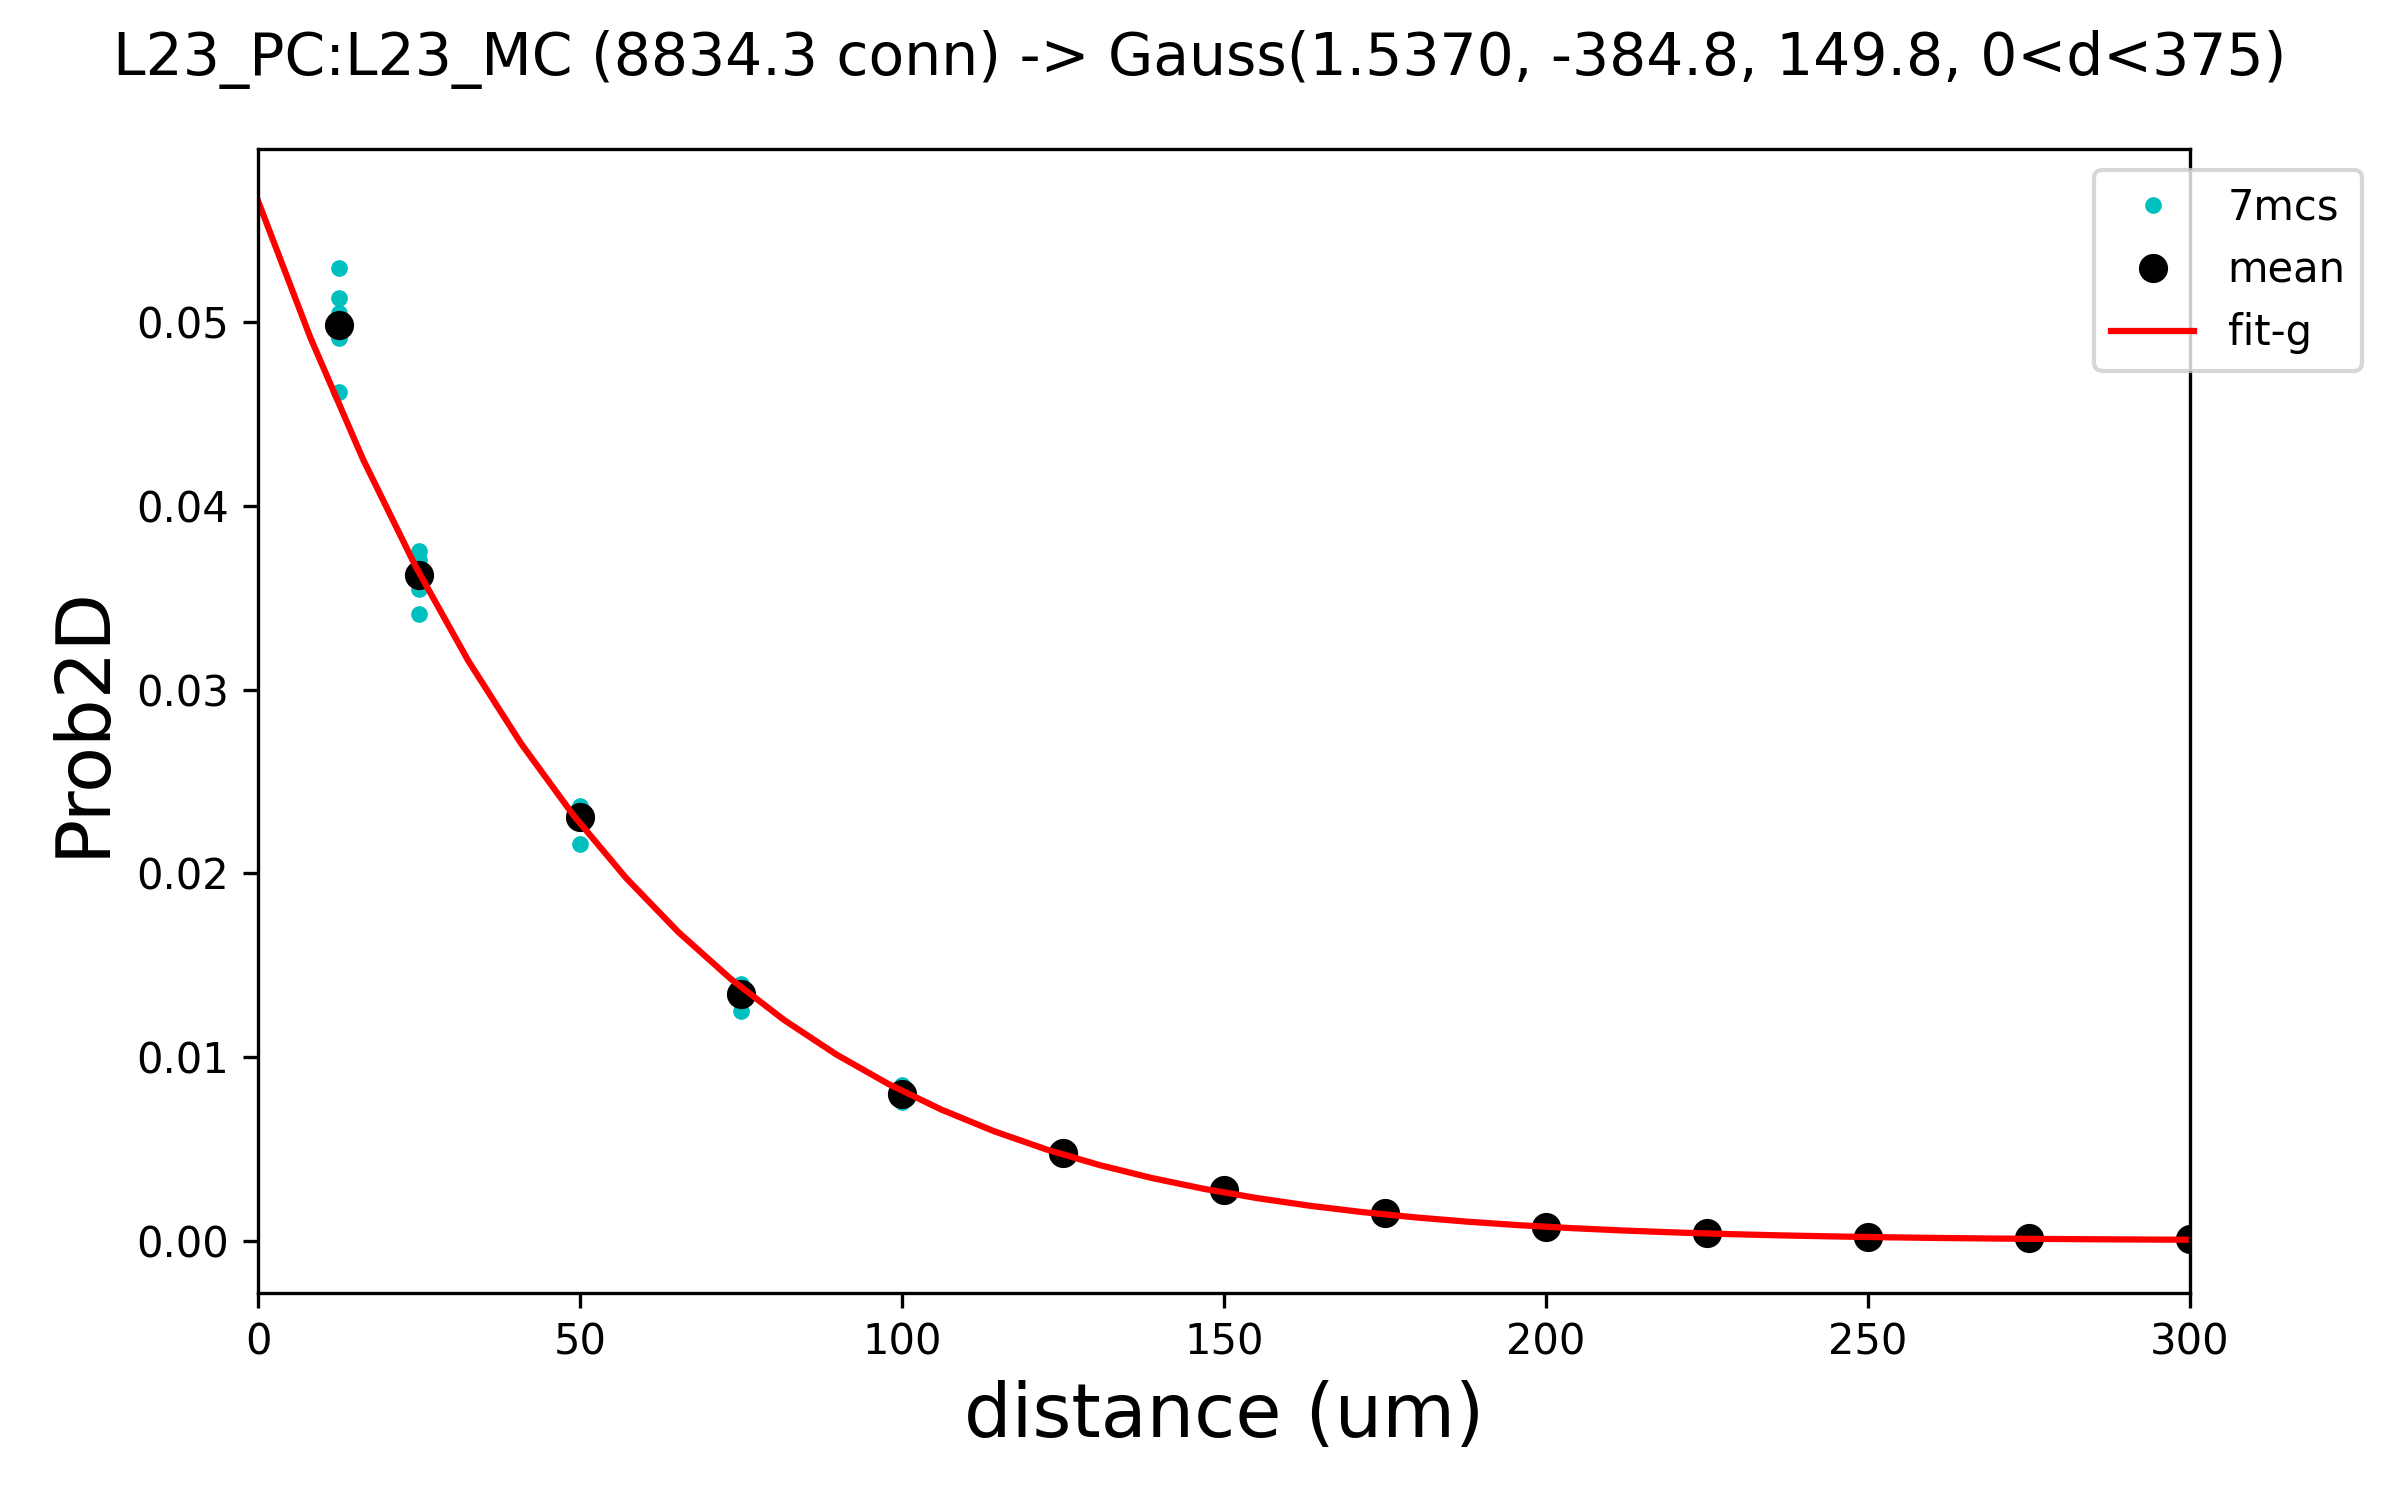 L23_PC:L23_MC (8834.3 conn) -> Gauss(1.5370, -384.8, 149.8, 0<d<375)
7mcs
mean
fit-g
Prob2D
0.05
0.04
0.03
0.02
0.01
0.00
0 50 100 150 200 250 300
distance (um)